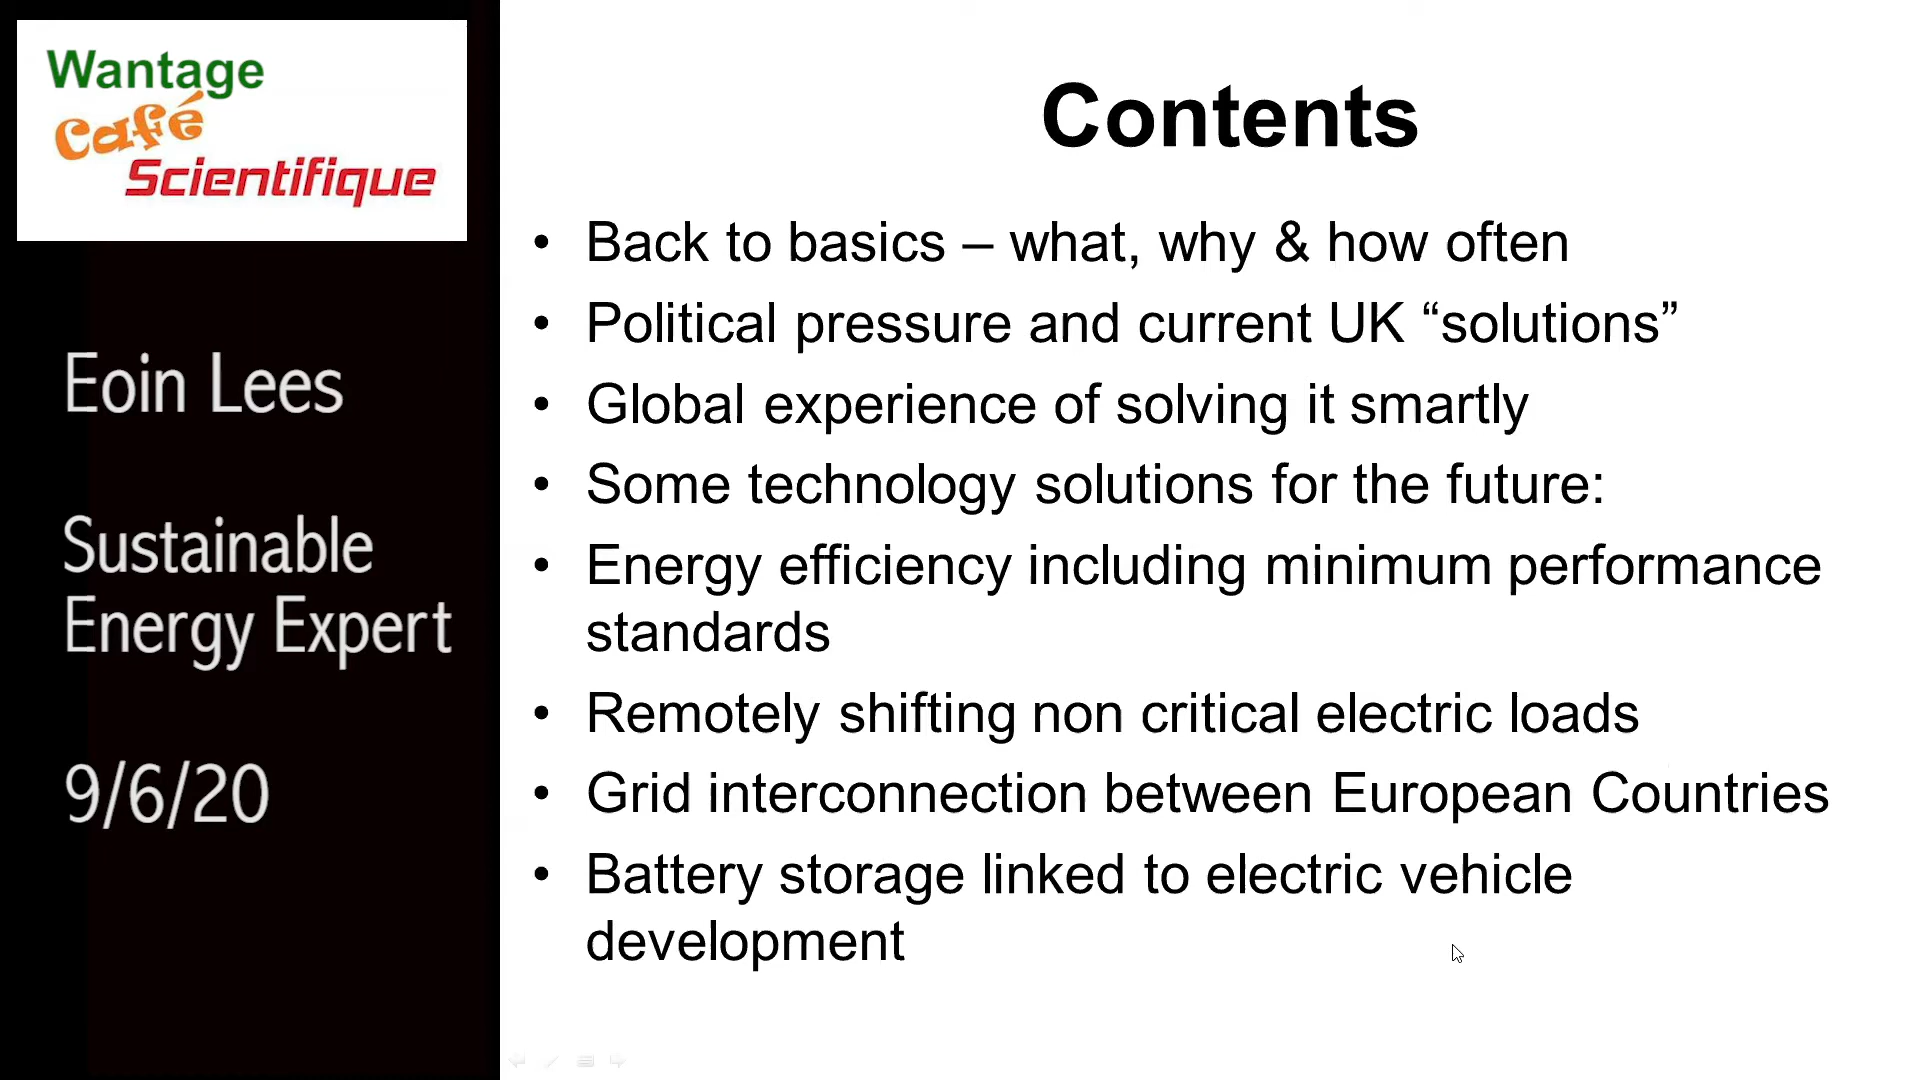 Wantage
Café
Scientifique
Eoin Lees
Sustainable
Energy Expert
9/6/20
Contents
• Back to basics – what, why & how often
• Political pressure and current UK “solutions”
• Global experience of solving it smartly
• Some technology solutions for the future:
• Energy efficiency including minimum performance
standards
• Remotely shifting non critical electric loads
• Grid interconnection between European Countries
• Battery storage linked to electric vehicle
development